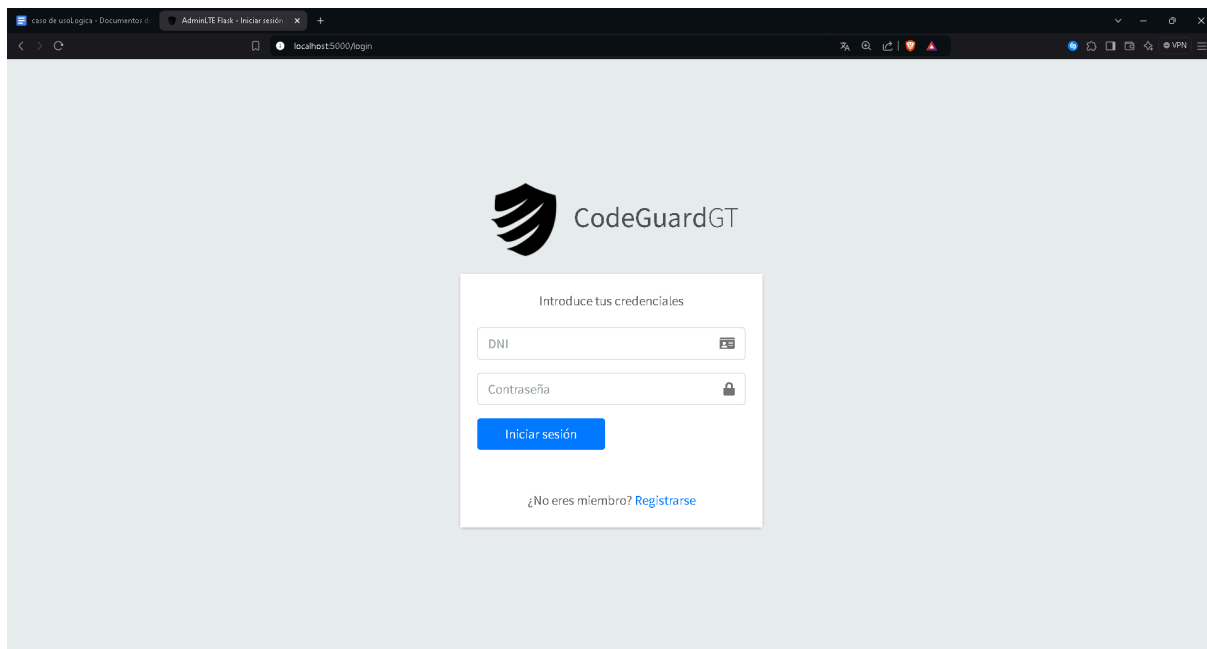 caso de usoLogica - Documentos d
AdminLTE Flask - Iniciar sesión
localhost:5000/login
VPN
CodeGuardGT
Introduce tus credenciales
DNI
Contraseña
Iniciar sesión
¿No eres miembro? Registrarse